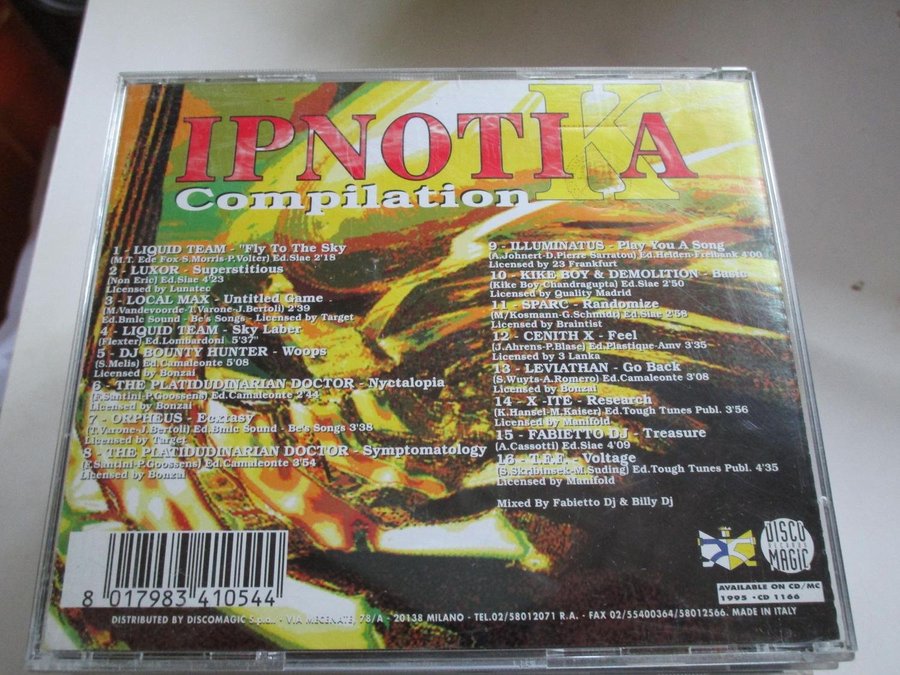 IPNOTIKA
Compilation
1 - LIQUID TEAM - "Fly To The Sky
(M.T. Ede Fox-S.Morris-P.Volter) Ed.Siae 2'18
2 - LUXOR - Superstitious
(Non Eric) Ed.Siae 4'23
Licensed by Lunatec
3 - LOCAL MAX - Untitled Game
(M.Vandevoorde-T.Varone-J.Bertoli) 2'39
Ed.Bmlc Sound - Be's Songs - Licensed by Target
4 - LIQUID TEAM - Sky Laber
(Flexter) Ed.Lombardoni 5'37"
5 - DJ BOUNTY HUNTER - Woops
(S.Melis) Ed.Camaleonte 5'08
Licensed by Bonzai
6 - THE PLATIDUDINARIAN DOCTOR - Nyctalopia
(F.Santini-P.Goossens) Ed.Camaleonte 2'44
Licensed by Bonzai
7 - ORPHEUS - Ecxtasy
(T.Varone-J.Bertoli) Ed.Bmlc Sound - Be's Songs 3'38
Licensed by Target
8 - THE PLATIDUDINARIAN DOCTOR - Symptomatology
(F.Santini-P.Goossens) Ed.Camaleonte 3'54
Licensed by Bonzai
9 - ILLUMINATUS - Play You A Song
(A.Johnert-D.Pierre Sarratou) Ed.Helden-Freibank 4'00
Licensed by 23 Frankfurt
10 - KIKE BOY & DEMOLITION - Basic
(Kike Boy-Chandragupta) Ed.Siae 2'50
Licensed by Quality Madrid
11 - SPARC - Randomize
(M/Kosmann-G.Schmidt) Ed.Siae 2'58
Licensed by Braintist
12 - CENITH X - Feel
(J.Ahrens-P.Blase) Ed.Plastique-Amv 3'35
Licensed by 3 Lanka
13 - LEVIATHAN - Go Back
(S.Wuyts-A.Romero) Ed.Camaleonte 3'08
Licensed by Bonzai
14 - X -ITE - Research
(K.Hansel-M.Kaiser) Ed.Tough Tunes Publ. 3'56
Licensed by Manifold
15 - FABIETTO DJ - Treasure
(A.Cassotti) Ed.Siae 4'09
16 - T.F.F. - Voltage
(S.Skribinsek-M.Suding) Ed.Tough Tunes Publ. 4'35
Licensed by Manifold
Mixed By Fabietto Dj & Billy Dj
DISCO
RECORDS
MAGIC
AVAILABLE ON CD/MC
1995 - CD 1166
8 017983 410544
DISTRIBUTED BY DISCOMAGIC S.p.a. - VIA MECENATE, 78/A - 20138 MILANO - TEL.02/58012071 R.A. - FAX 02/55400364/58012566. MADE IN ITALY